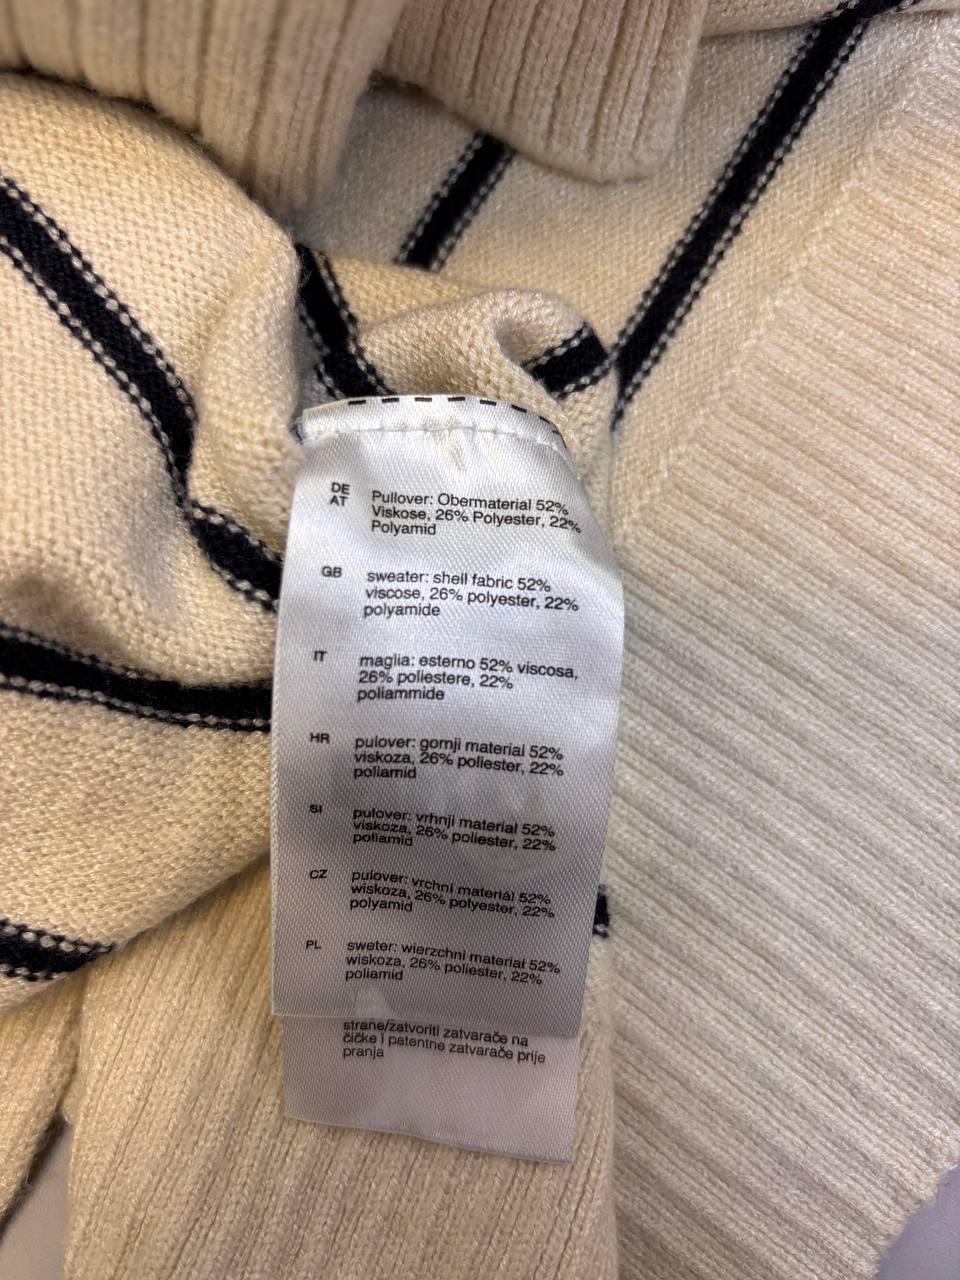 DE
AT
Pullover: Obermaterial 52%
Viskose, 26% Polyester, 22%
Polyamid
GB
sweater: shell fabric 52%
viscose, 26% polyester, 22%
polyamide
IT
maglia: esterno 52% viscosa,
26% poliestere, 22%
poliammide
HR
pulover: gornji material 52%
viskoza, 26% poliester, 22%
poliamid
SI
pulover: vrhnji material 52%
viskoza, 26% poliester, 22%
poliamid
CZ
pulover: vrchní materiál 52%
wiskoza, 26% polyester, 22%
polyamid
PL
sweter: wierzchni materiał 52%
wiskoza, 26% poliester, 22%
poliamid
strane/zatvoriti zatvarače na
čičke i patentne zatvarače prije
pranja